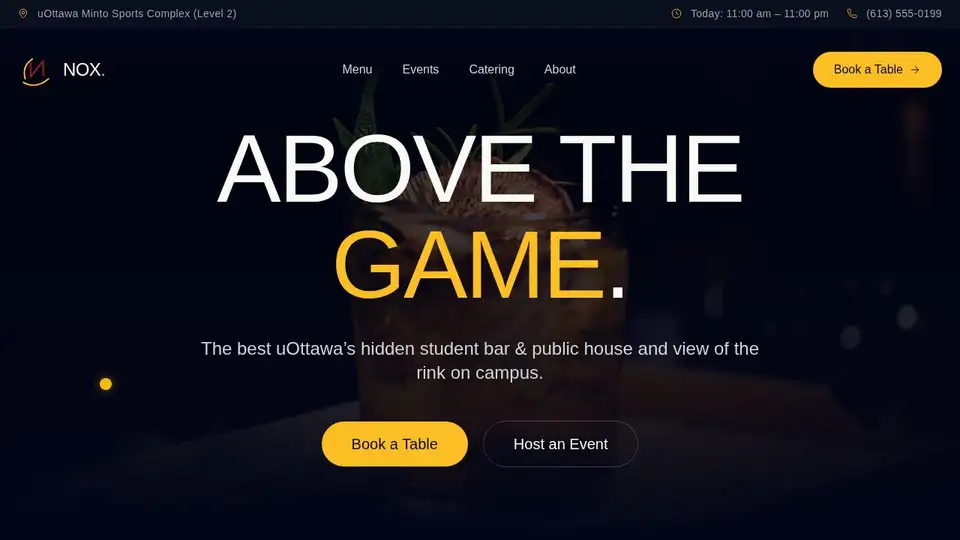 uOttawa Minto Sports Complex (Level 2)
Today: 11:00 am – 11:00 pm
(613) 555-0199
NOX.
Menu
Events
Catering
About
Book a Table →
ABOVE THE
GAME.
The best uOttawa’s hidden student bar & public house and view of the
rink on campus.
Book a Table
Host an Event